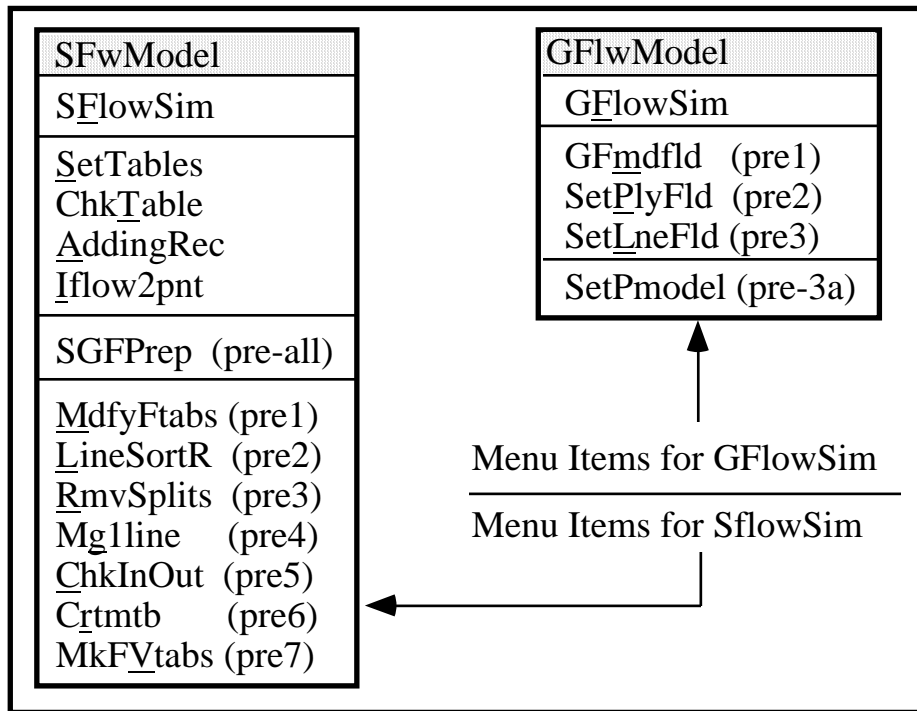 SFwModel
SFlowSim
SetTables
ChkTable
AddingRec
Iflow2pnt
SGFPrep (pre-all)
MdfyFtabs (pre1)
LineSortR (pre2)
RmvSplits (pre3)
Mg1line (pre4)
ChkInOut (pre5)
Crtmtb (pre6)
MkFVtabs (pre7)
GFlwModel
GFlowSim
GFmdfld (pre1)
SetPlyFld (pre2)
SetLneFld (pre3)
SetPmodel (pre-3a)
Menu Items for GFlowSim
Menu Items for SflowSim